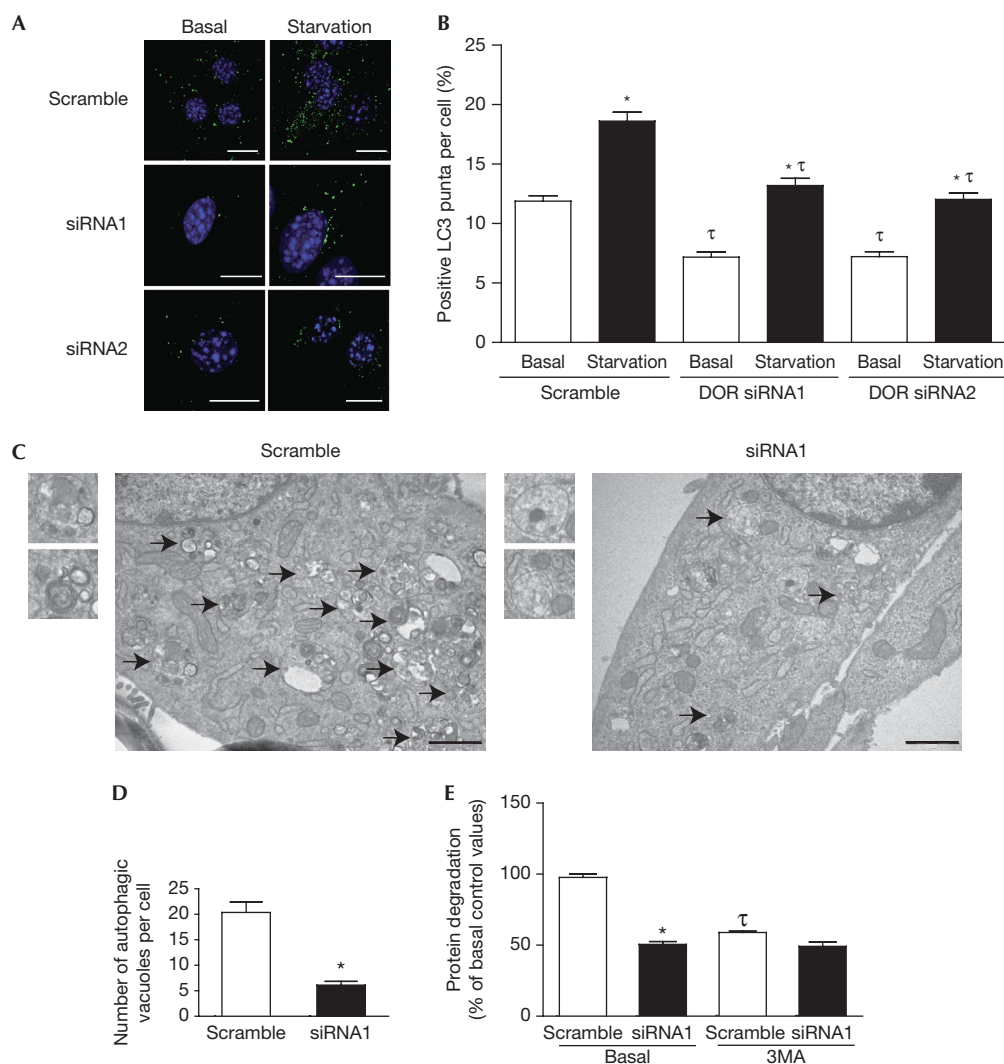 A
Basal Starvation
Scramble
siRNA1
siRNA2
B
Positive LC3 punta per cell (%)
25
20
15
10
5
0
*
* τ
* τ
τ
τ
Basal Starvation Basal Starvation Basal Starvation
Scramble DOR siRNA1 DOR siRNA2
C
Scramble siRNA1
D
Number of autophagic
vacuoles per cell
25
20
15
10
5
0
*
Scramble siRNA1
E
Protein degradation
(% of basal control values)
150
100
50
0
*
τ
Scramble siRNA1 Scramble siRNA1
Basal 3MA